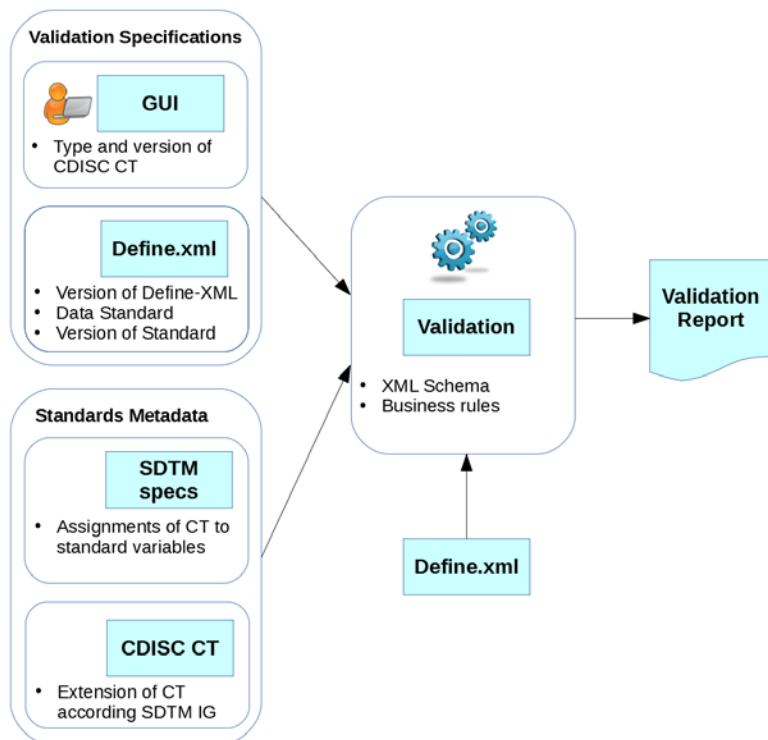 Validation Specifications
GUI
• Type and version of
CDISC CT
Define.xml
• Version of Define-XML
• Data Standard
• Version of Standard
Standards Metadata
SDTM
specs
• Assignments of CT to
standard variables
CDISC CT
• Extension of CT
according SDTM IG
Validation
• XML Schema
• Business rules
Define.xml
Validation
Report